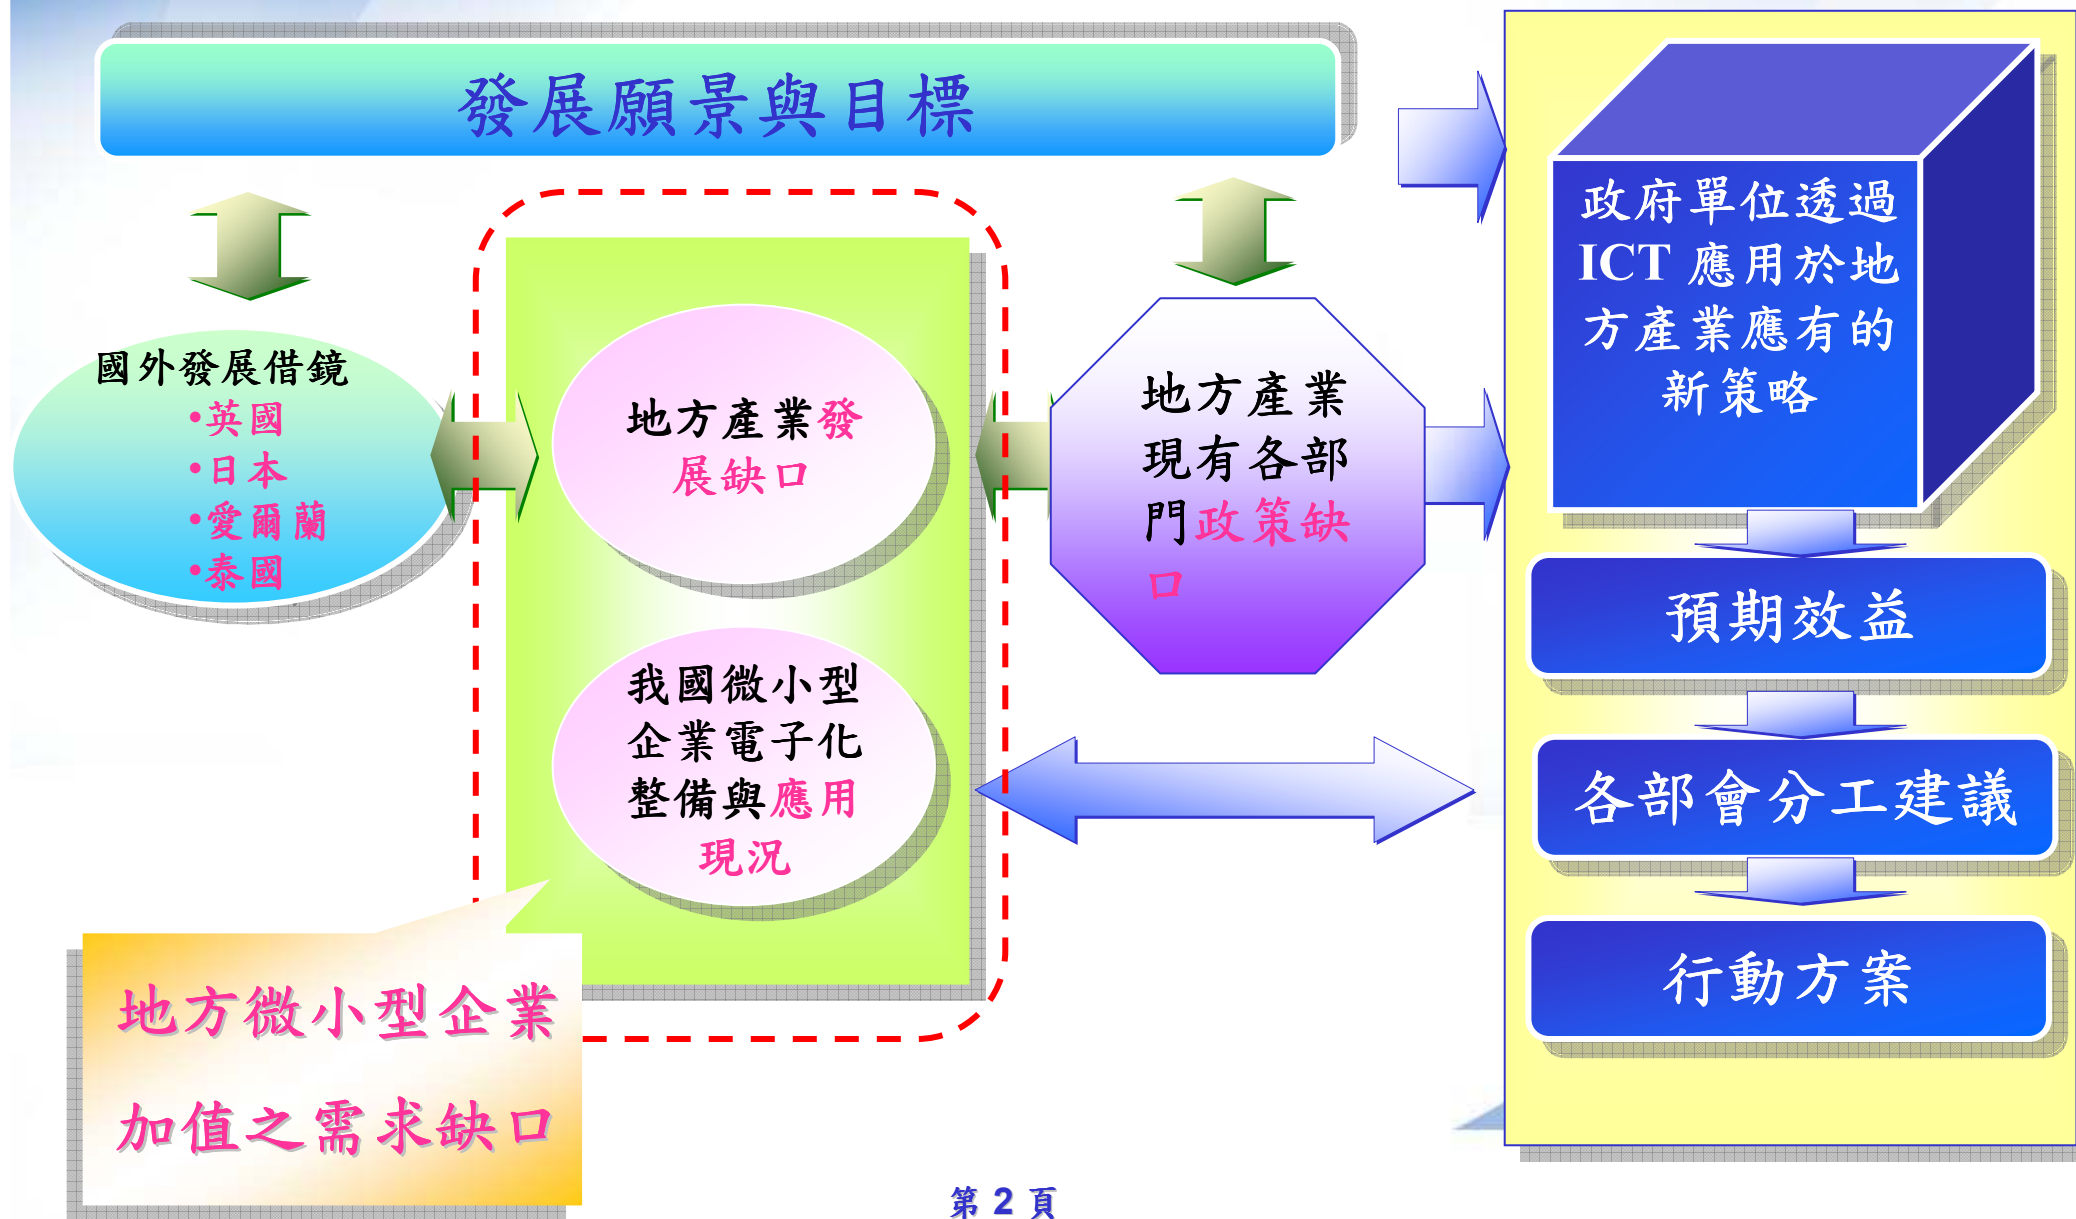 發展願景與目標
國外發展借鏡
•英國
•日本
•愛爾蘭
•泰國
地方產業發
展缺口
我國微小型
企業電子化
整備與應用
現況
地方微小型企業
加值之需求缺口
地方產業
現有各部
門政策缺
口
政府單位透過
ICT 應用於地
方產業應有的
新策略
預期效益
各部會分工建議
行動方案
第 2 頁